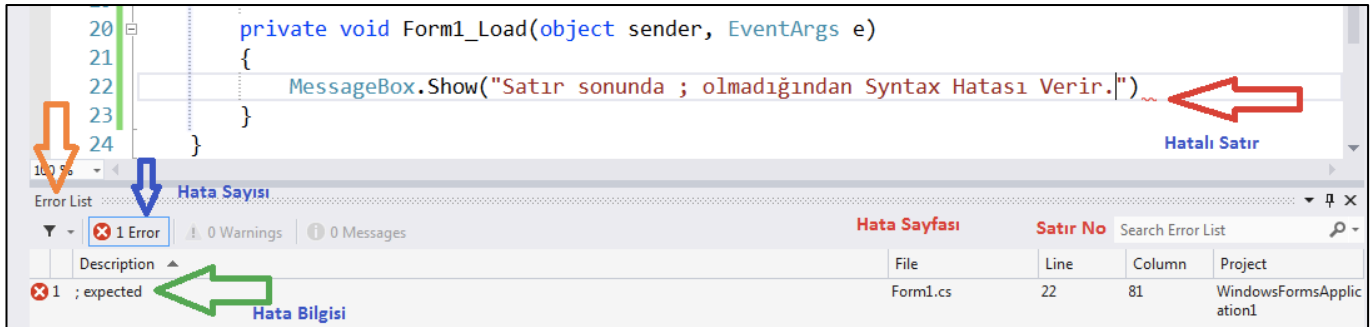 20 private void Form1_Load(object sender, EventArgs e)
21 {
22 MessageBox.Show("Satır sonunda ; olmadığından Syntax Hatası Verir.")
23 }
24 }
Hatalı Satır
100 %
Hata Sayısı
Error List
1 Error 0 Warnings 0 Messages Hata Sayfası Satır No Search Error List
Description File Line Column Project
1 ; expected Form1.cs 22 81 WindowsFormsApplic
ation1
Hata Bilgisi